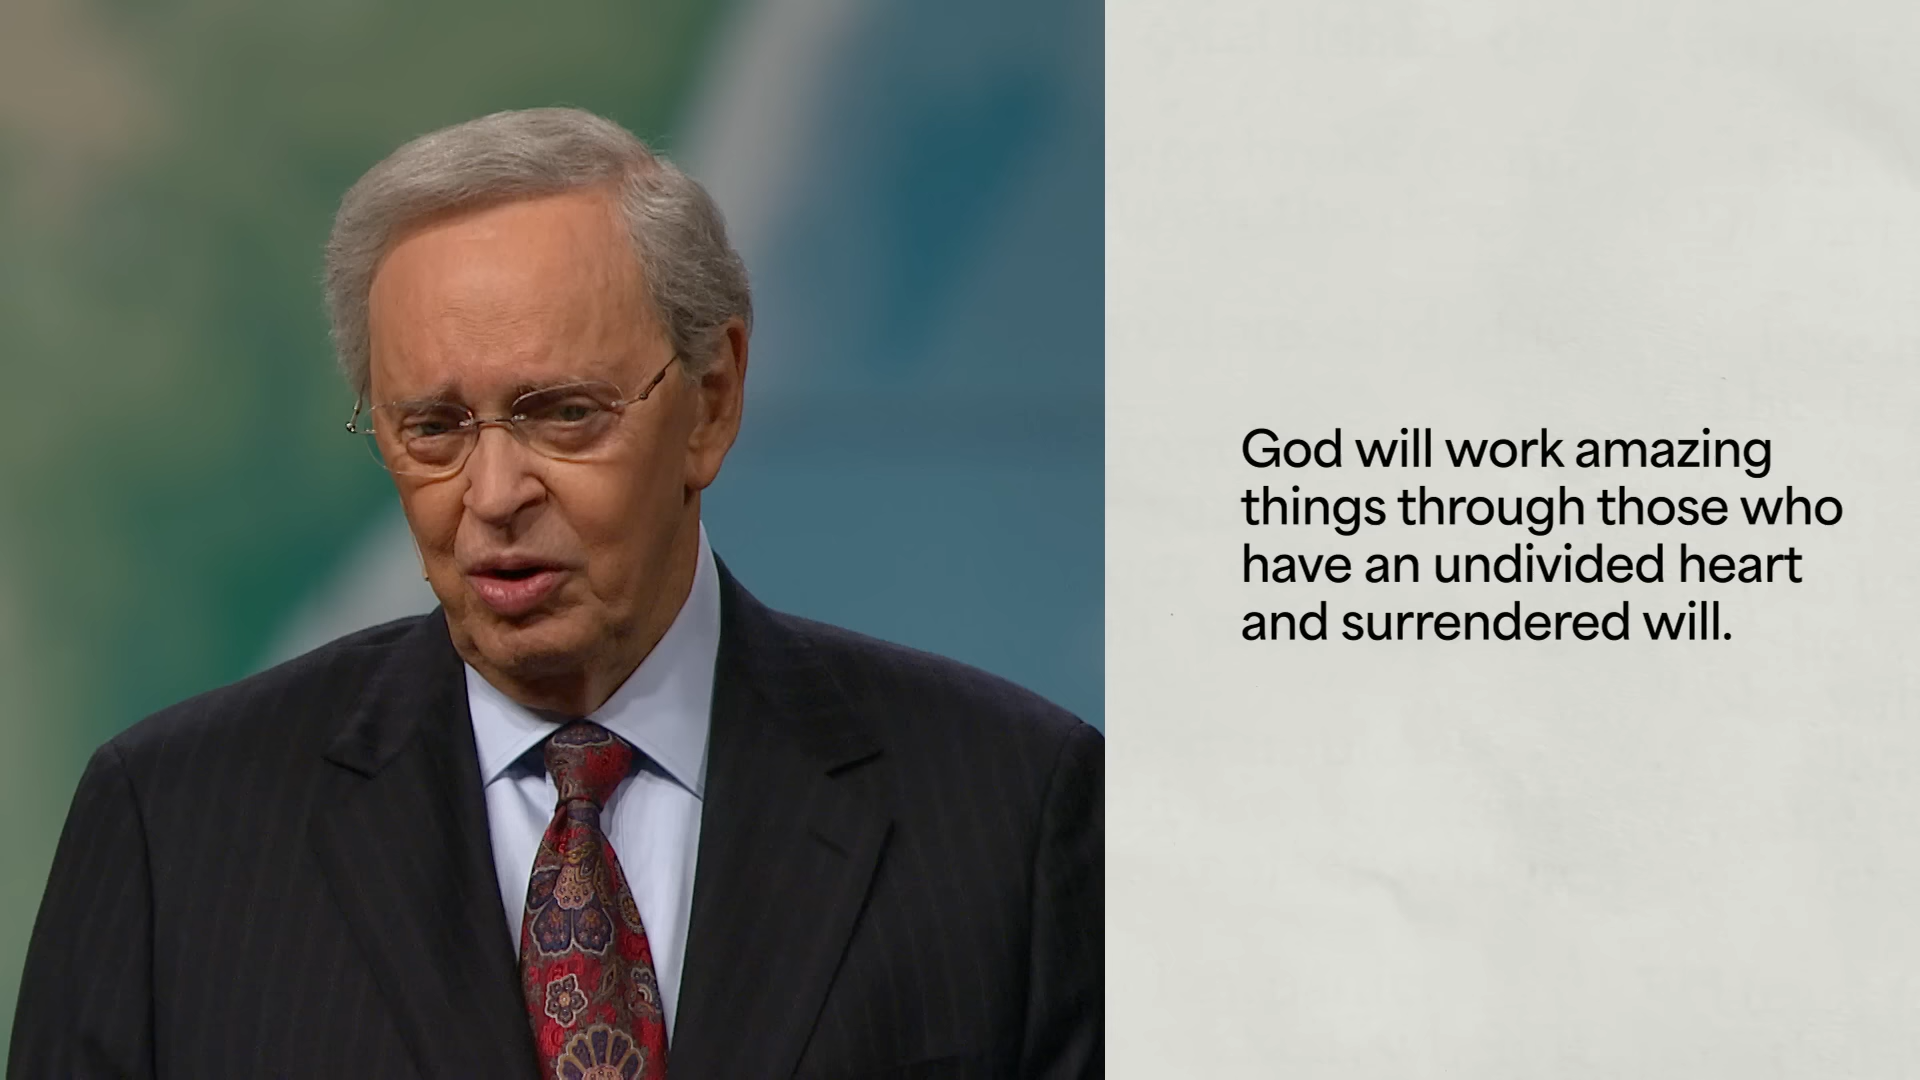 God will work amazing
things through those who
have an undivided heart
and surrendered will.